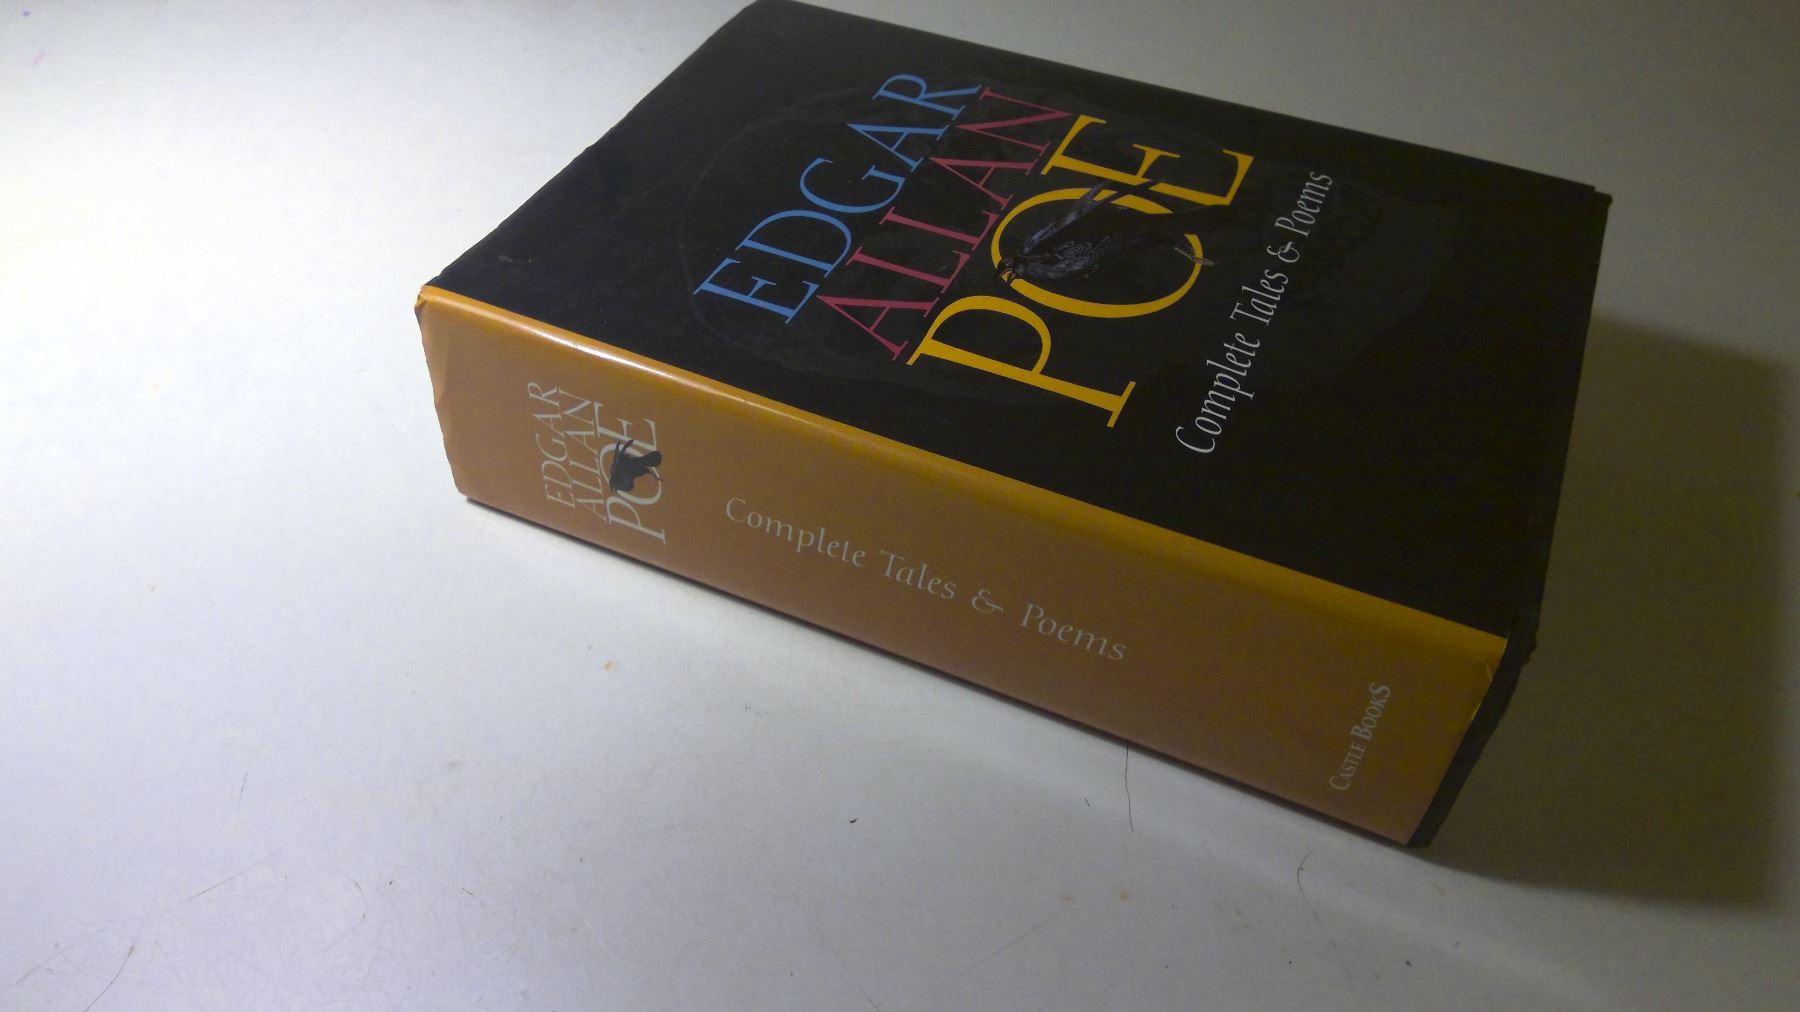 EDGAR
ALLAN
POE
Complete Tales & Poems
EDGAR
ALLAN
POE
Complete Tales & Poems
CASTLE BOOKS